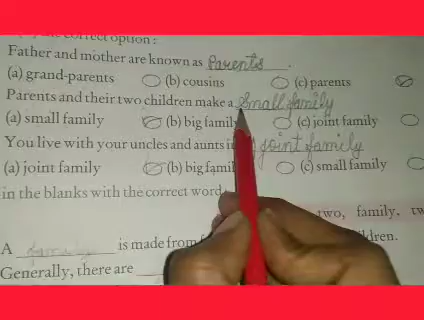 correct option :
Father and mother are known as Parents.
(a) grand-parents (b) cousins (c) parents
Parents and their two children make a Small family
(a) small family (b) big family (c) joint family
You live with your uncles and aunts joint family
(a) joint family (b) big family (c) small family
in the blanks with the correct word
two, family,
A family is made from
Generally, there are